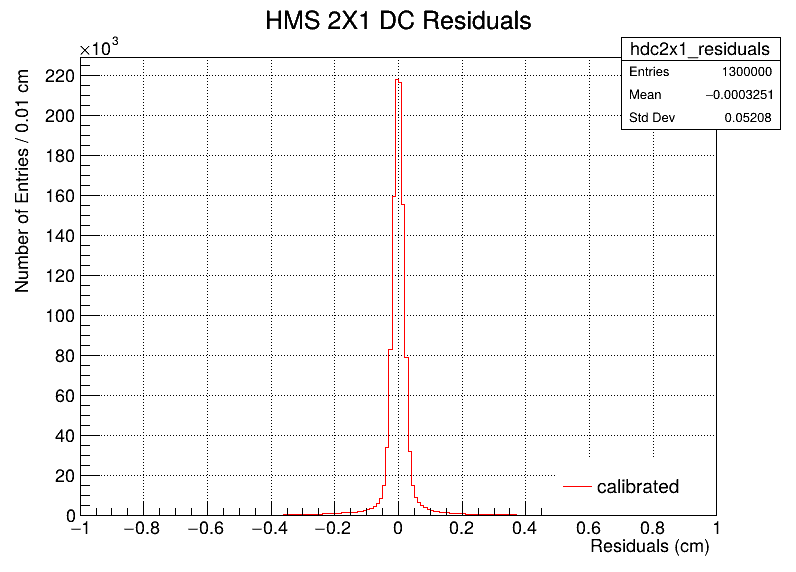 HMS 2X1 DC Residuals
×10³
hdc2x1_residuals
Entries 1300000
Mean −0.0003251
Std Dev 0.05208
Number of Entries / 0.01 cm
220
200
180
160
140
120
100
80
60
40
20
0
calibrated
−1 −0.8 −0.6 −0.4 −0.2 0 0.2 0.4 0.6 0.8 1
Residuals (cm)